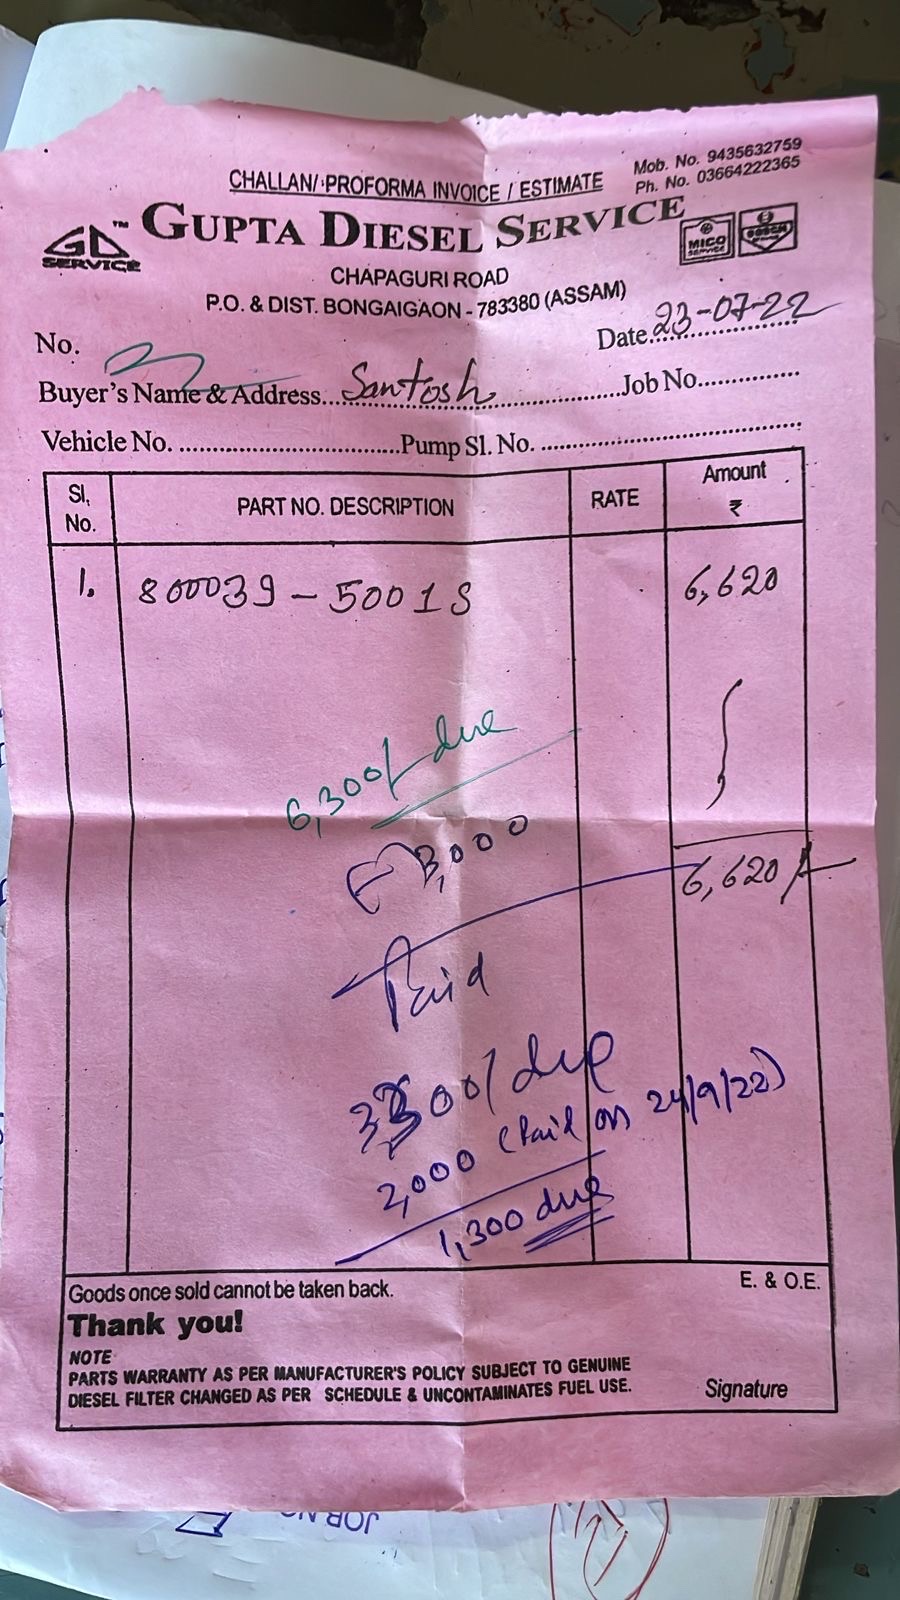 CHALLAN/ PROFORMA INVOICE / ESTIMATE
Mob. No. 9435632759
Ph. No. 03664222365
GD SERVICE ™
GUPTA DIESEL SERVICE
MICO SERVICE
BOSCH
CHAPAGURI ROAD
P.O. & DIST. BONGAIGAON - 783380 (ASSAM)
No.
Date 23-07-22
Buyer's Name & Address Santosh Job No.
Vehicle No. Pump Sl. No.
Sl. No. PART NO. DESCRIPTION RATE Amount ₹
1. 800039-5001S 6,620
6,300/- due
3,000
6,620/-
Paid
3300/- due
2,000 (Paid on 24/9/22)
1,300 due
Goods once sold cannot be taken back.
E. & O.E.
Thank you!
NOTE
PARTS WARRANTY AS PER MANUFACTURER'S POLICY SUBJECT TO GENUINE
DIESEL FILTER CHANGED AS PER SCHEDULE & UNCONTAMINATES FUEL USE.
Signature
JOB NO